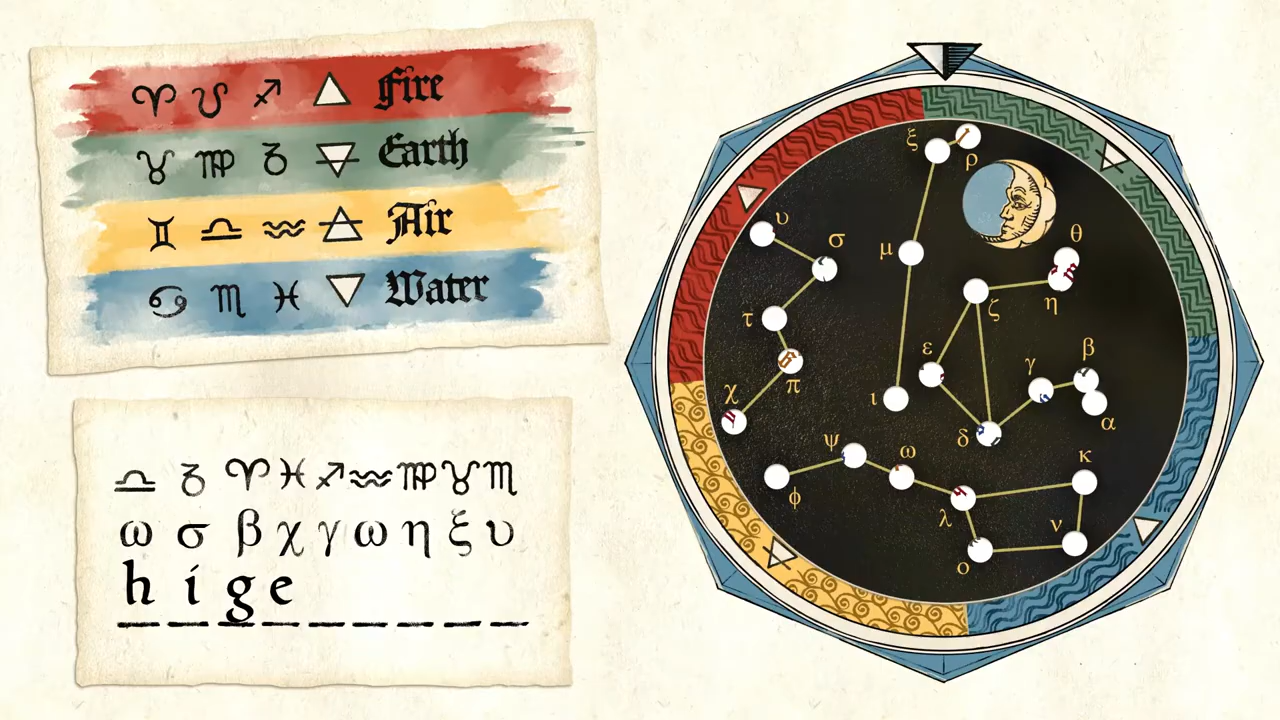 ♈ ♌ ♐ 🜂 Fire
♉ ♍ ♑ 🜃 Earth
♊ ♎ ♒ 🜁 Air
♋ ♏ ♓ 🜄 Water
♎ ♑ ♈ ♓ ♐ ♒ ♍ ♉ ♏
ω σ β χ γ ω η ξ υ
h i g e
ξ
ρ
υ
σ
μ
θ
η
ζ
τ
π
χ
ε
ι
γ
β
α
δ
ψ
ω
φ
λ
κ
ν
ο